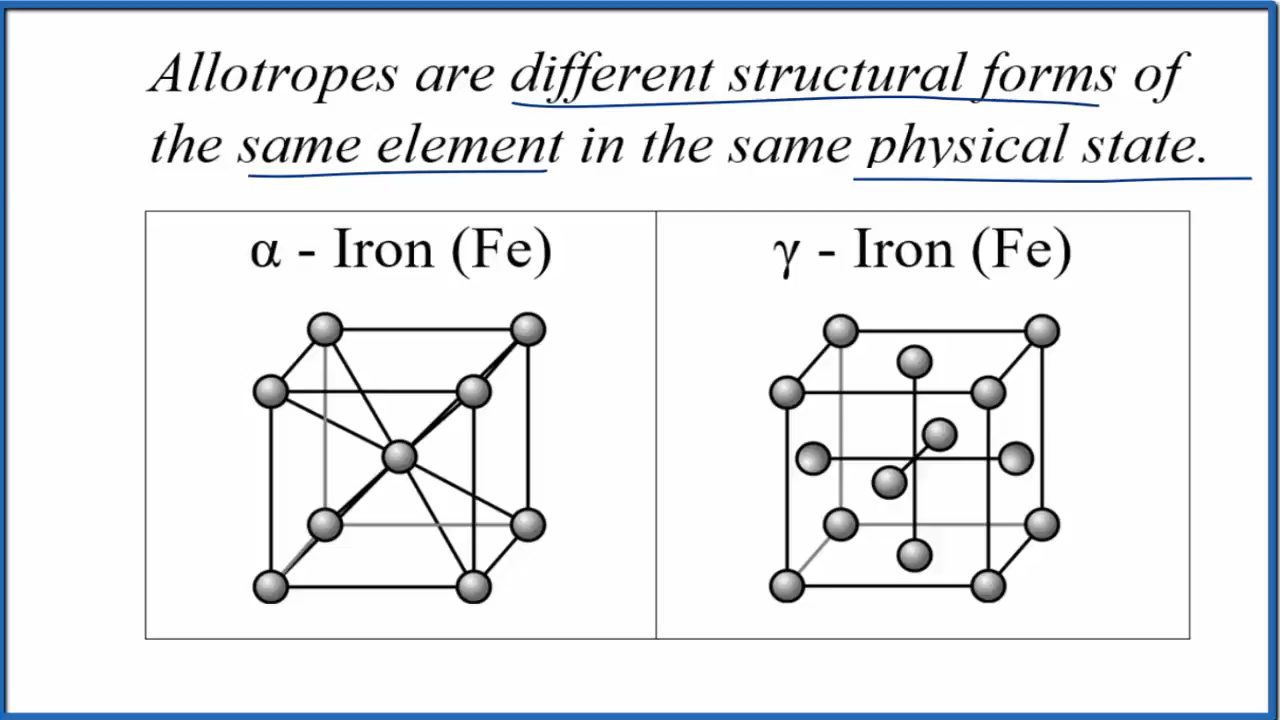 Allotropes are different structural forms of
the same element in the same physical state.
α - Iron (Fe)
γ - Iron (Fe)